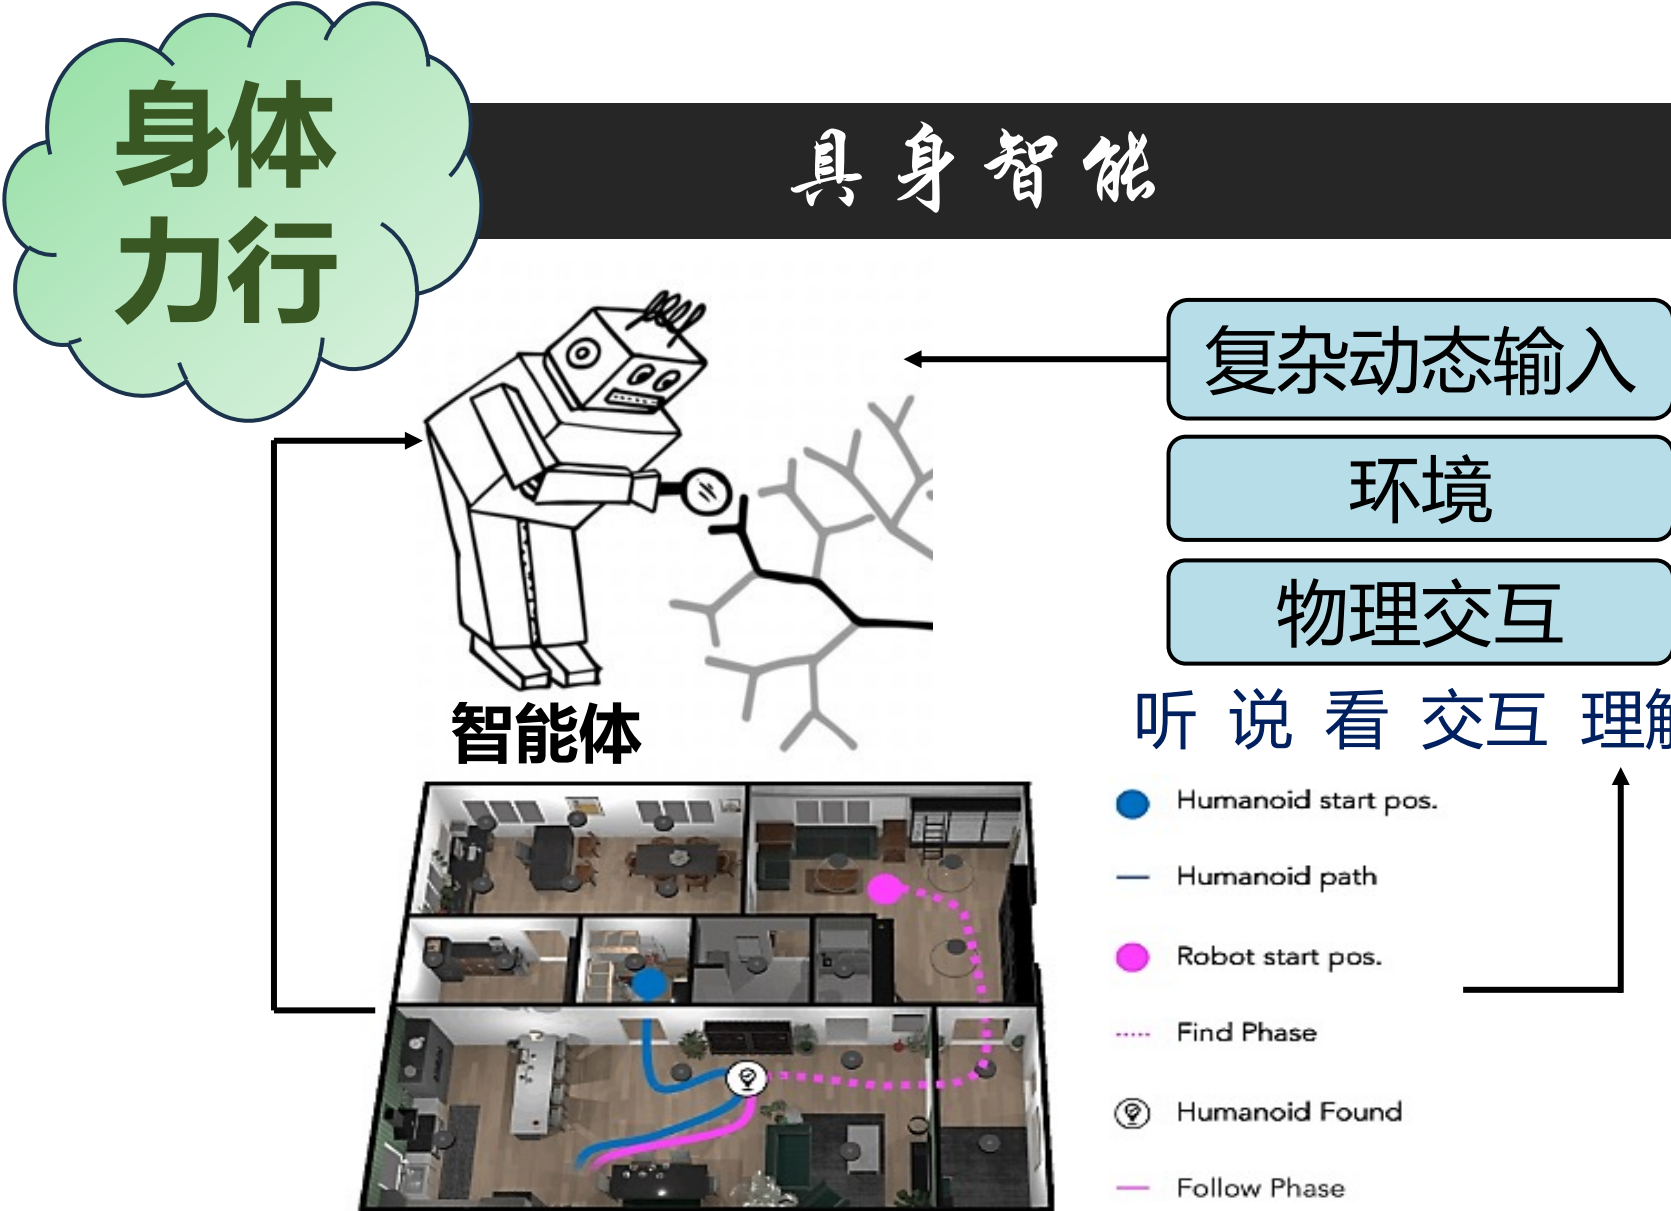 身体
力行
具身智能
复杂动态输入
环境
物理交互
听 说 看 交互 理解
智能体
Humanoid start pos.
Humanoid path
Robot start pos.
Find Phase
Humanoid Found
Follow Phase